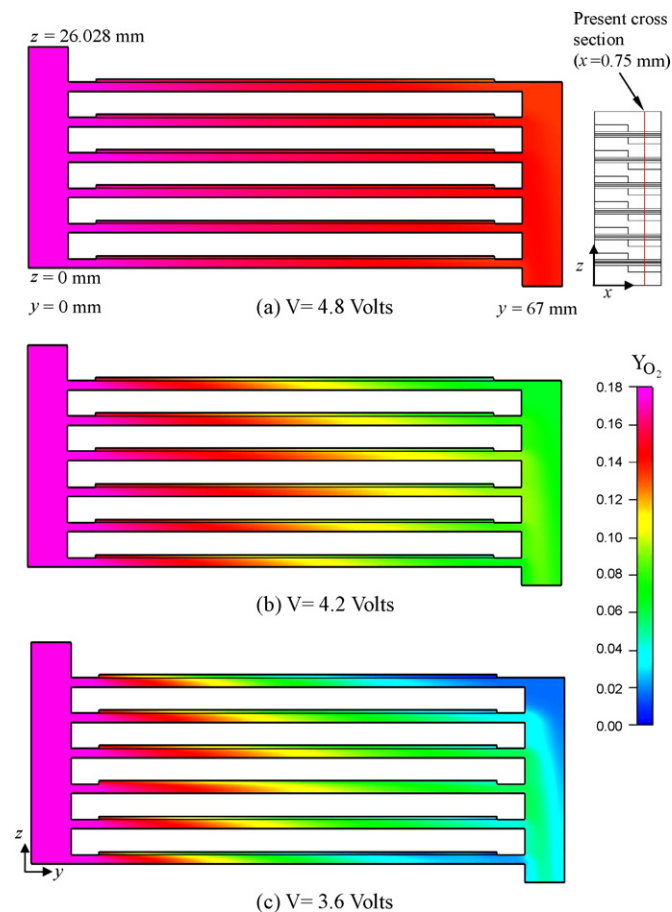 z = 26.028 mm
Present cross
section
(x=0.75 mm)
z=0 mm
y=0 mm
(a) V= 4.8 Volts
y = 67 mm
z
x
(b) V= 4.2 Volts
Y_O2
0.18
0.16
0.14
0.12
0.10
0.08
0.06
0.04
0.02
0.00
z
y
(c) V= 3.6 Volts